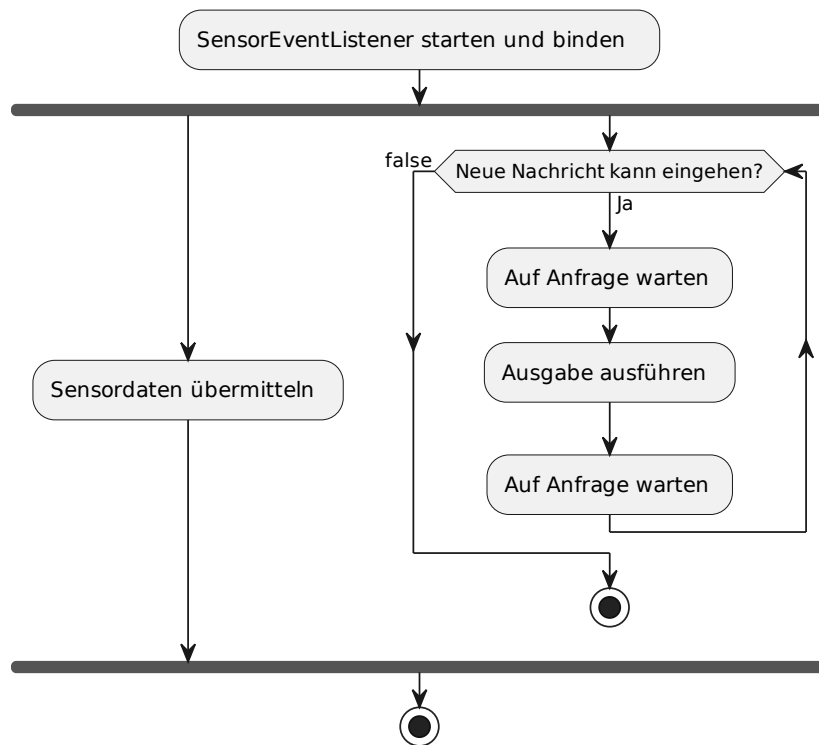 SensorEventListener starten und binden
false
Neue Nachricht kann eingehen?
Ja
Auf Anfrage warten
Ausgabe ausführen
Sensordaten übermitteln
Auf Anfrage warten